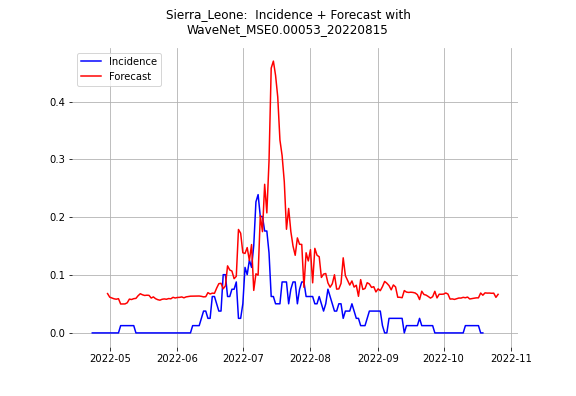 Sierra_Leone:  Incidence + Forecast with
WaveNet_MSE0.00053_20220815
Incidence
Forecast
0.4
0.3
0.2
0.1
0.0
2022-05 2022-06 2022-07 2022-08 2022-09 2022-10 2022-11